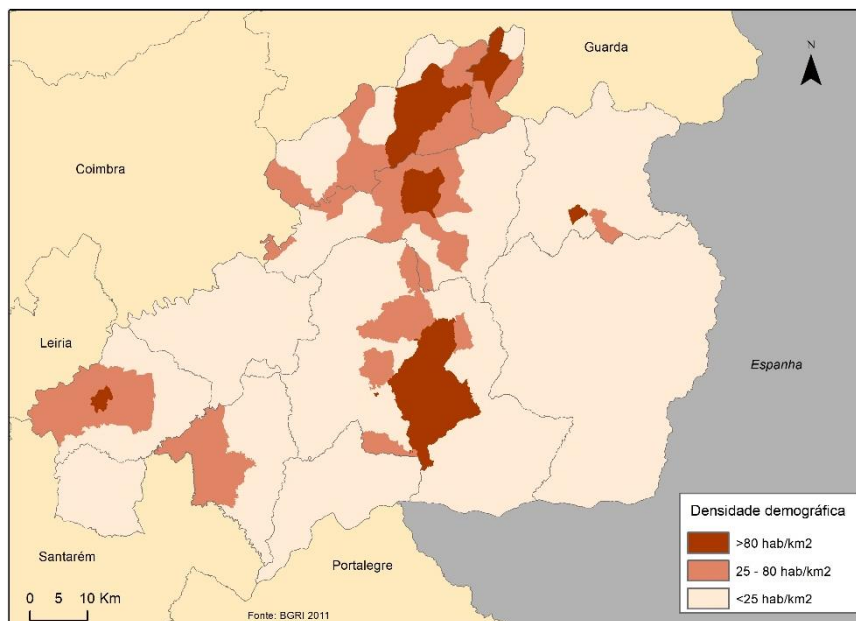 Guarda
N
Coimbra
Leiria
Espanha
Santarém
Portalegre
Densidade demográfica
>80 hab/km2
25 - 80 hab/km2
<25 hab/km2
0 5 10 Km
Fonte: BGRI 2011